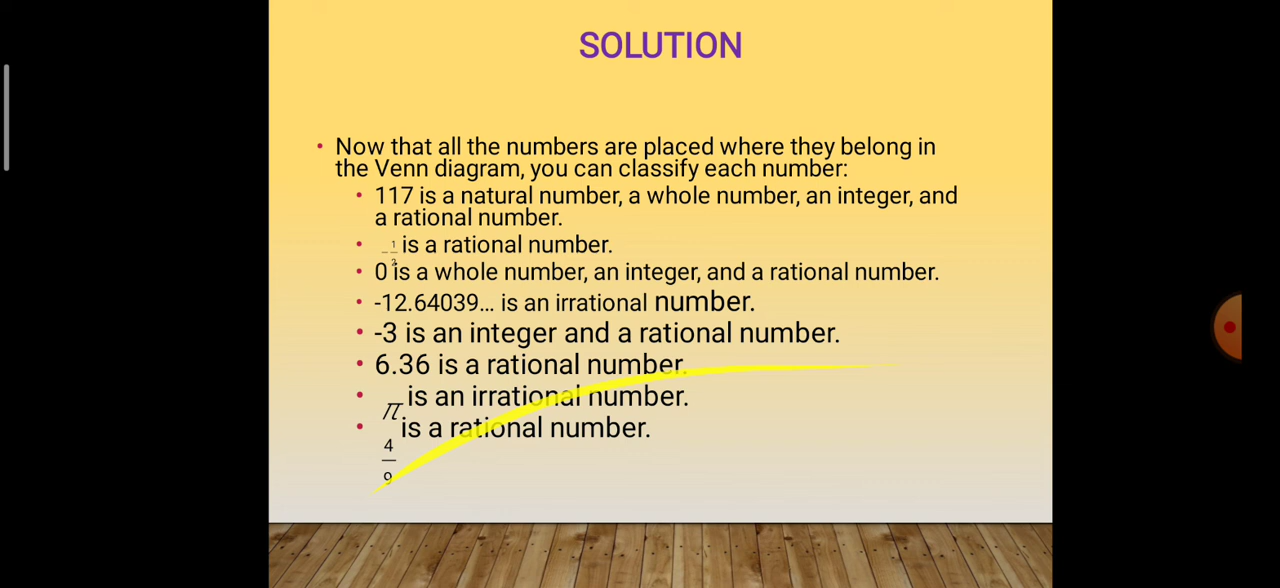 SOLUTION
• Now that all the numbers are placed where they belong in
the Venn diagram, you can classify each number:
• 117 is a natural number, a whole number, an integer, and
a rational number.
• is a rational number.
• 0 is a whole number, an integer, and a rational number.
• -12.64039... is an irrational number.
• -3 is an integer and a rational number.
• 6.36 is a rational number.
• π is an irrational number.
• 4/9 is a rational number.